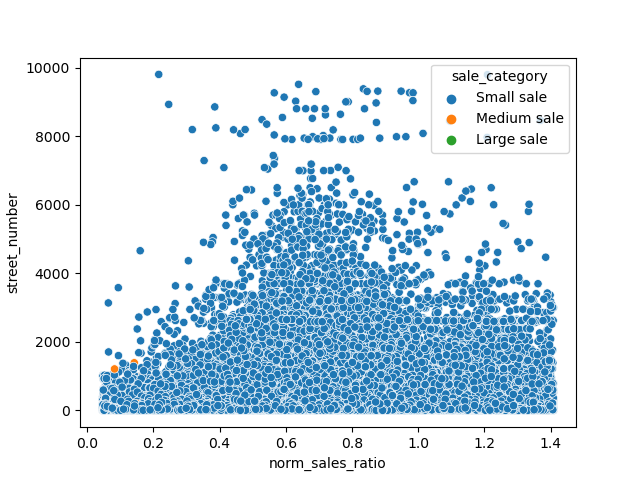 sale_category
Small sale
Medium sale
Large sale
street_number
10000
8000
6000
4000
2000
0
0.0 0.2 0.4 0.6 0.8 1.0 1.2 1.4
norm_sales_ratio